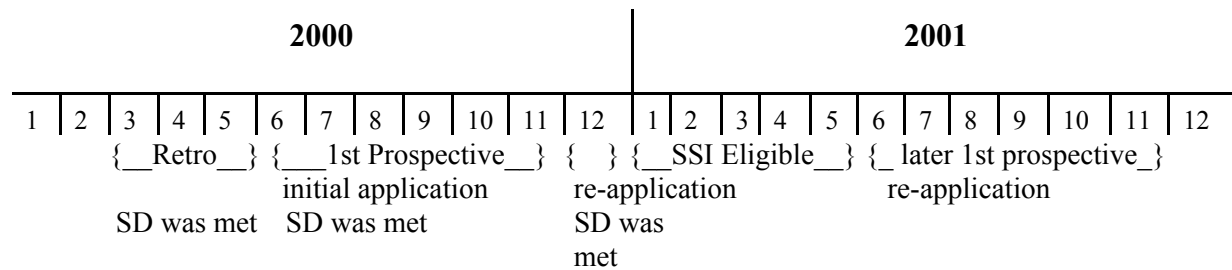 2000 2001
1 2 3 4 5 6 7 8 9 10 11 12 1 2 3 4 5 6 7 8 9 10 11 12
{__Retro__} {___1st Prospective__} { } {__SSI Eligible__} {_ later 1st prospective_}
initial application re-application re-application
SD was met SD was met SD was
met